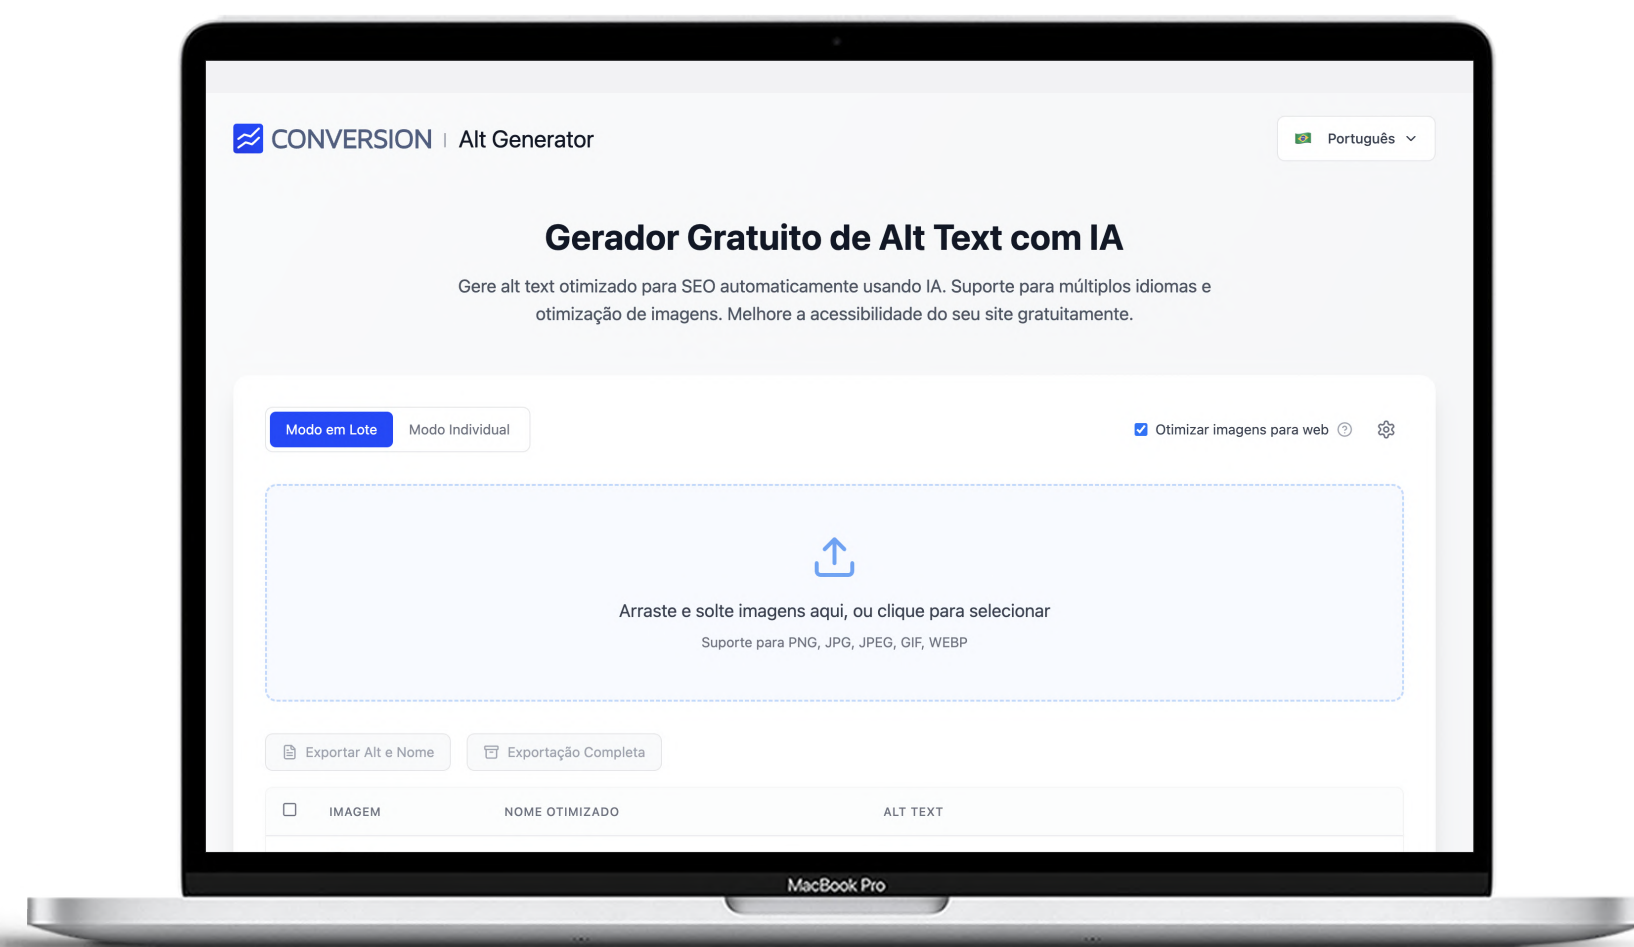 CONVERSION | Alt Generator
Português
Gerador Gratuito de Alt Text com IA
Gere alt text otimizado para SEO automaticamente usando IA. Suporte para múltiplos idiomas e
otimização de imagens. Melhore a acessibilidade do seu site gratuitamente.
Modo em Lote
Modo Individual
Otimizar imagens para web ?
Arraste e solte imagens aqui, ou clique para selecionar
Suporte para PNG, JPG, JPEG, GIF, WEBP
Exportar Alt e Nome
Exportação Completa
IMAGEM
NOME OTIMIZADO
ALT TEXT
MacBook Pro